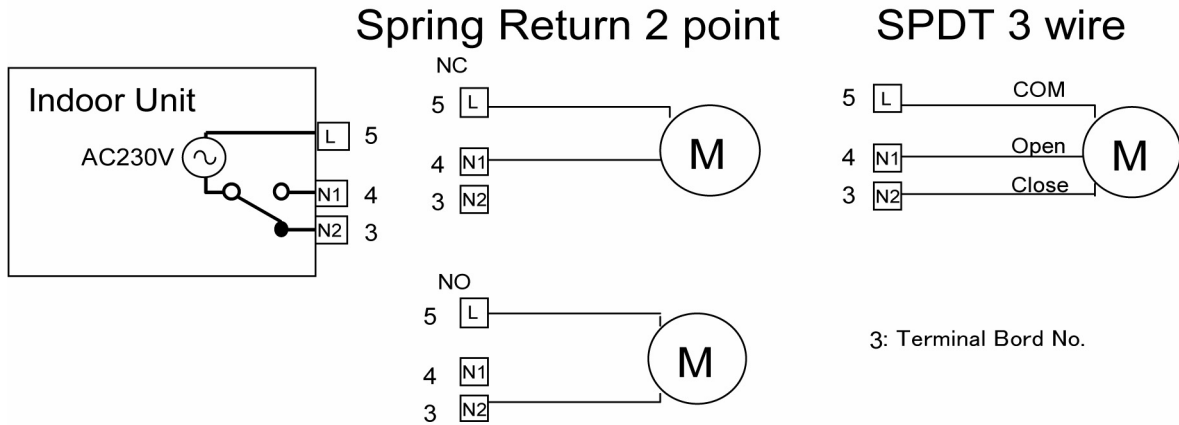 Spring Return 2 point
SPDT 3 wire
Indoor Unit
AC230V
L 5
N1 4
N2 3
NC
5 L
4 N1
3 N2
M
NO
5 L
4 N1
3 N2
M
5 L COM
4 N1 Open
3 N2 Close
M
3: Terminal Bord No.